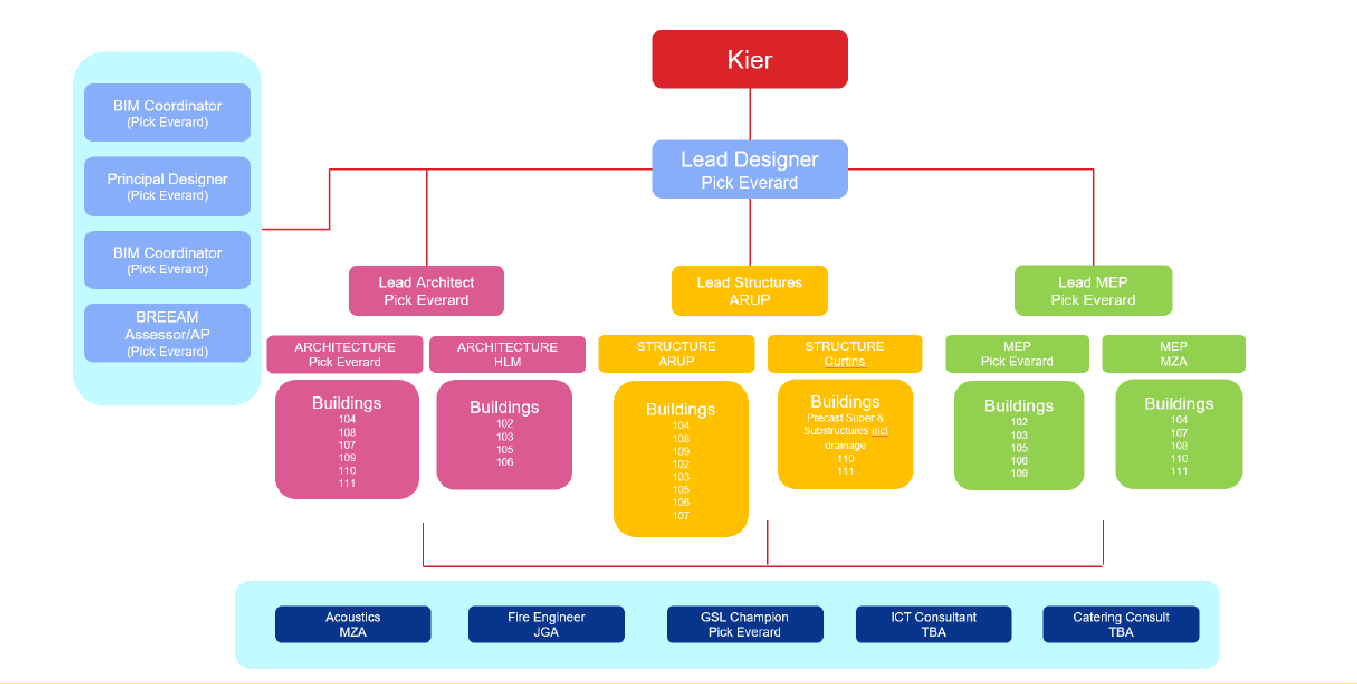 Kier
Lead Designer
Pick Everard
BIM Coordinator
(Pick Everard)
Principal Designer
(Pick Everard)
BIM Coordinator
(Pick Everard)
BREEAM
Assessor/AP
(Pick Everard)
Lead Architect
Pick Everard
Lead Structures
ARUP
Lead MEP
Pick Everard
ARCHITECTURE
Pick Everard
ARCHITECTURE
HLM
STRUCTURE
ARUP
STRUCTURE
Curtins
MEP
Pick Everard
MEP
MZA
Buildings
104
108
107
109
110
111
Buildings
102
103
105
106
Buildings
104
108
109
102
103
105
106
107
Buildings
Precast Super &
Substructures incl
drainage
110
111
Buildings
102
103
105
106
109
Buildings
104
107
108
110
111
Acoustics
MZA
Fire Engineer
JGA
GSL Champion
Pick Everard
ICT Consultant
TBA
Catering Consult
TBA